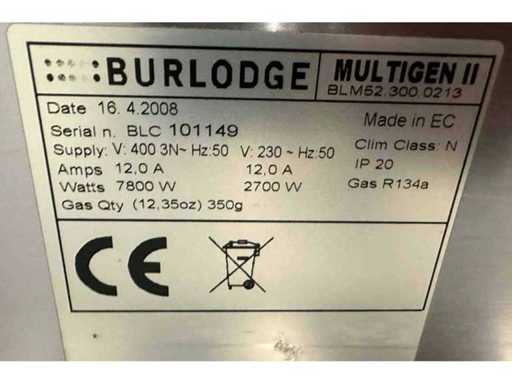 BURLODGE
MULTIGEN II
BLM52.300.0213
Date 16. 4.2008
Made in EC
Serial n. BLC 101149
Clim Class: N
Supply: V: 400 3N~ Hz:50 V: 230 ~ Hz:50
IP 20
Amps 12,0 A 12,0 A
Gas R134a
Watts 7800 W 2700 W
Gas Qty (12,35oz) 350g
CE